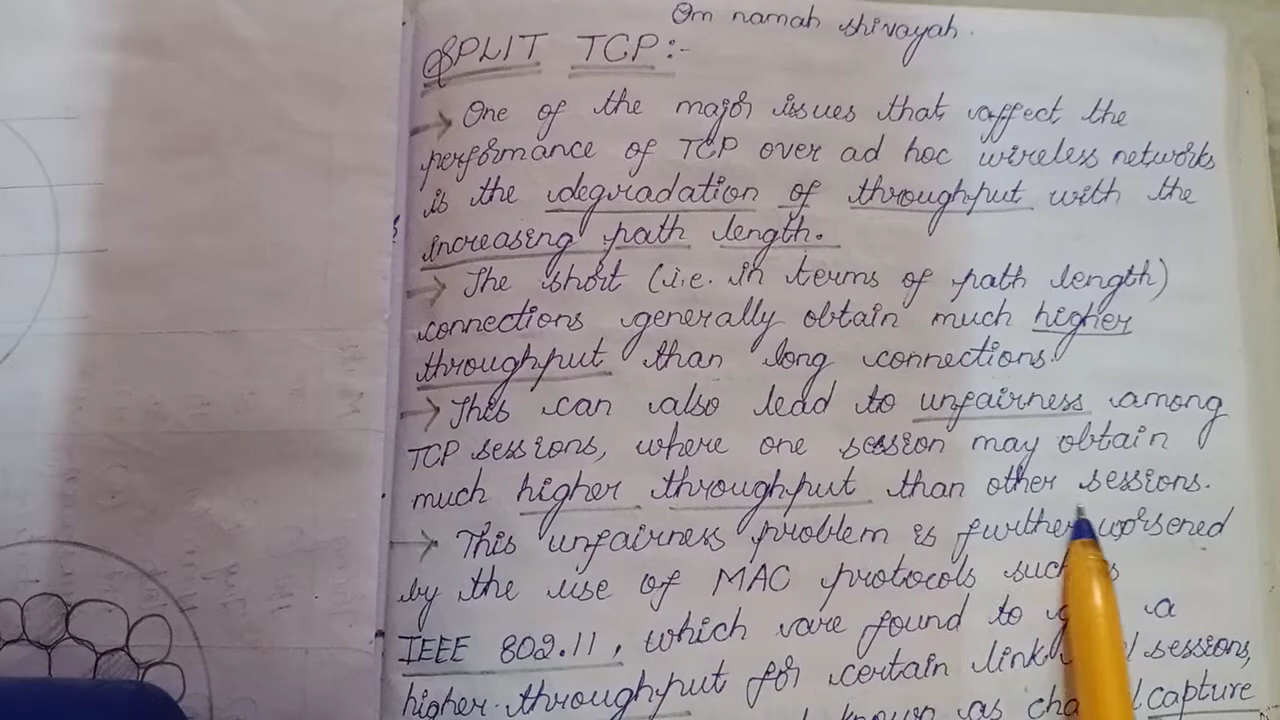 Om namah shivayah.
SPLIT TCP:-
→ One of the major issues that affect the
performance of TCP over ad hoc wireless networks
is the degradation of throughput with the
increasing path length.
→ The short (i.e. in terms of path length)
connections generally obtain much higher
throughput than long connections.
→ This can also lead to unfairness among
TCP sessions, where one session may obtain
much higher throughput than other sessions.
→ This unfairness problem is further worsened
by the use of MAC protocols such
IEEE 802.11, which are found to a
higher throughput for certain link sessions,
known as capture